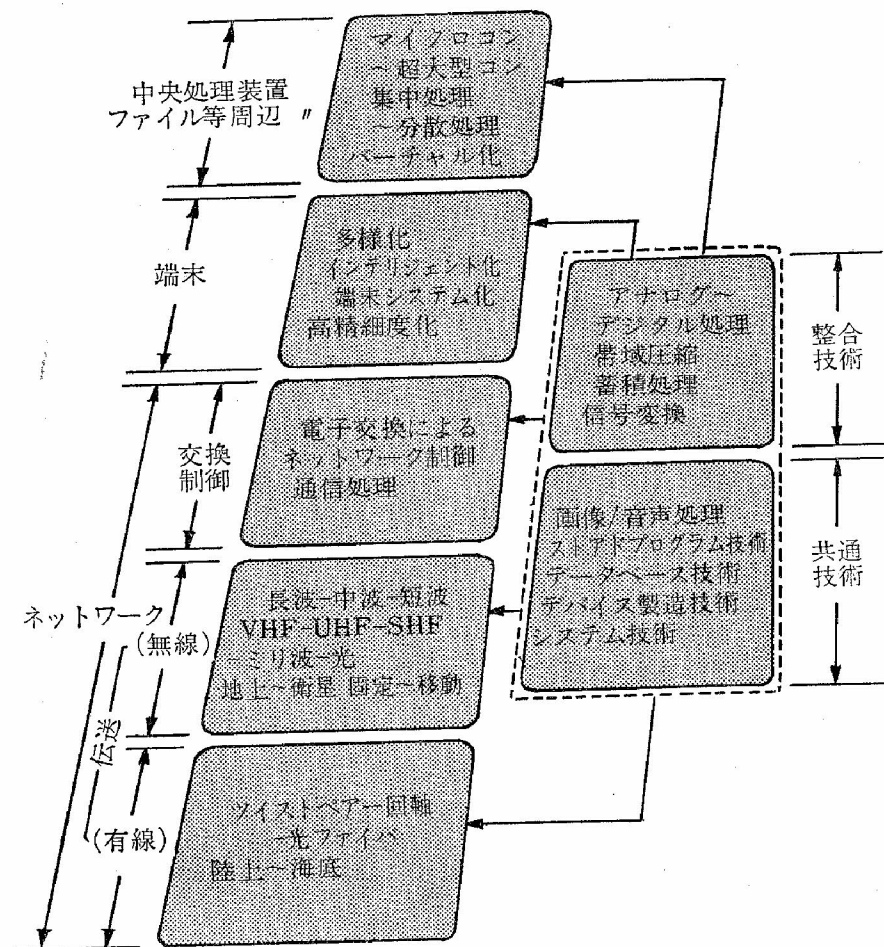 マイクロコン
～超大型コン
集中処理
～分散処理
バーチャル化
中央処理装置
ファイル等周辺 〃
多様化
インテリジェント化
端末システム化
高精細度化
端末
アナログ～
デジタル処理
帯域圧縮
蓄積処理
信号変換
整合
技術
電子交換による
ネットワーク制御
通信処理
交換
制御
画像/音声処理
ストアドプログラム技術
データベース技術
デバイス製造技術
システム技術
共通
技術
長波-中波-短波
VHF-UHF-SHF
-ミリ波-光
地上～衛星 固定～移動
ネットワーク
(無線)
伝送
(有線)
ツイストペアー回軸
-光ファイバ
陸上～海底